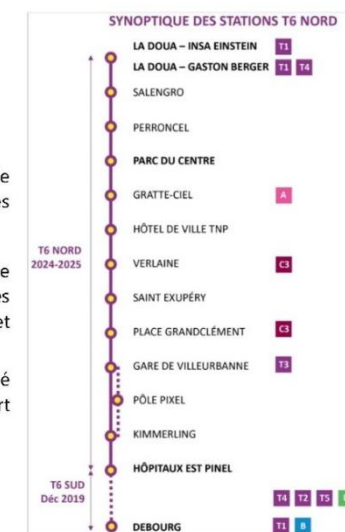 SYNOPTIQUE DES STATIONS T6 NORD
LA DOUA – INSA EINSTEIN T1
LA DOUA – GASTON BERGER T1 T4
SALENGRO
PERRONCEL
PARC DU CENTRE
GRATTE-CIEL A
HÔTEL DE VILLE TNP
T6 NORD
2024-2025
VERLAINE C3
SAINT EXUPÉRY
PLACE GRANDCLÉMENT C3
GARE DE VILLEURBANNE T3
PÔLE PIXEL
KIMMERLING
HÔPITAUX EST PINEL
T6 SUD
Déc 2019
T4 T2 T5
DEBOURG T1 B